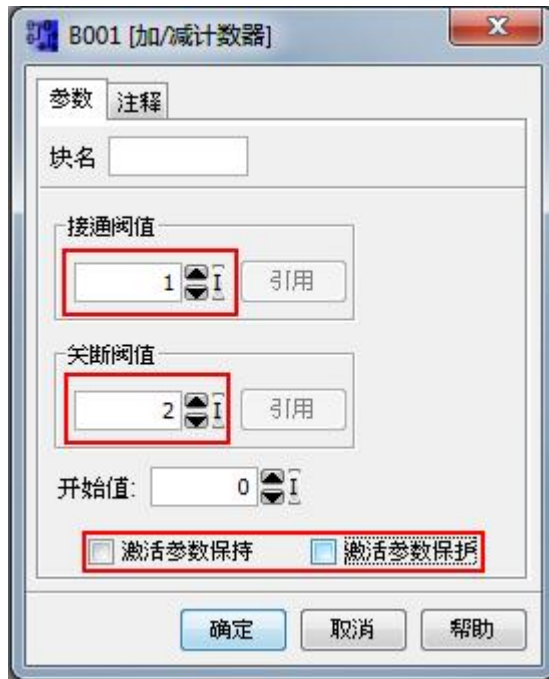 B001 [加/减计数器]
参数 注释
块名
接通阀值
1 引用
关断阀值
2 引用
开始值: 0
激活参数保持 激活参数保护
确定 取消 帮助